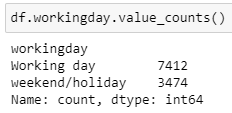 df.workingday.value_counts()
workingday
Working day 7412
weekend/holiday 3474
Name: count, dtype: int64